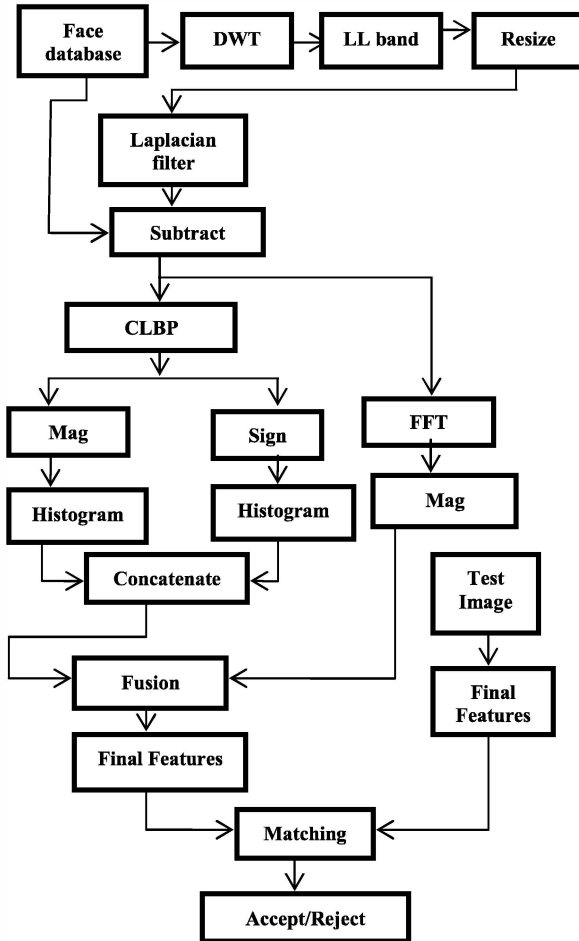 Face
database
DWT
LL band
Resize
Laplacian
filter
Subtract
CLBP
Mag
Sign
FFT
Histogram
Histogram
Mag
Concatenate
Test
Image
Fusion
Final
Features
Final Features
Matching
Accept/Reject